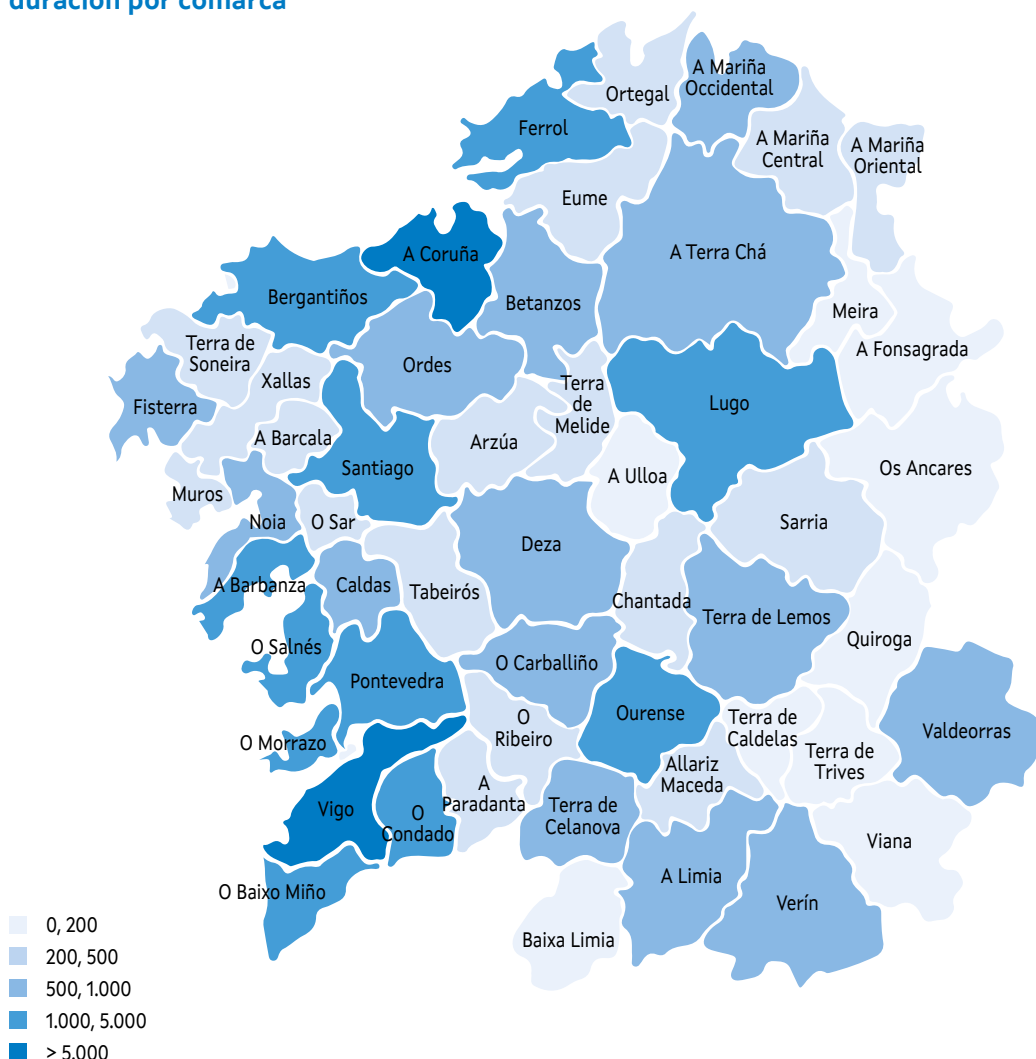 duración por comarca
A Mariña
Occidental
Ortegal
Ferrol
A Mariña
Central
A Mariña
Oriental
Eume
A Coruña
A Terra Chá
Bergantiños
Betanzos
Meira
Terra de
Soneira
A Fonsagrada
Ordes
Xallas
Terra
de
Melide
Lugo
Fisterra
A Barcala
Arzúa
Santiago
A Ulloa
Os Ancares
Muros
Noia
O Sar
Sarria
Deza
A Barbanza
Caldas
Tabeirós
Chantada
Terra de Lemos
O Salnés
Quiroga
O Carballiño
Pontevedra
Ourense
O
Ribeiro
Terra de
Caldelas
Valdeorras
O Morrazo
Terra de
Trives
Allariz
Maceda
A
Paradanta
Vigo
O
Condado
Terra de
Celanova
Viana
A Limia
O Baixo Miño
Verín
Baixa Limia
0, 200
200, 500
500, 1.000
1.000, 5.000
> 5.000